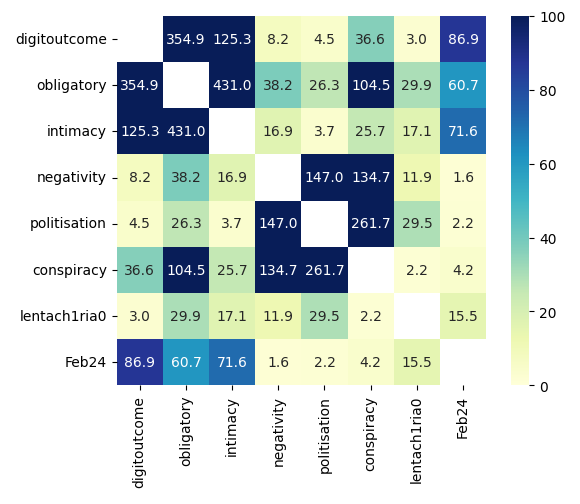 digitoutcome 354.9 125.3 8.2 4.5 36.6 3.0 86.9
obligatory 354.9 431.0 38.2 26.3 104.5 29.9 60.7
intimacy 125.3 431.0 16.9 3.7 25.7 17.1 71.6
negativity 8.2 38.2 16.9 147.0 134.7 11.9 1.6
politisation 4.5 26.3 3.7 147.0 261.7 29.5 2.2
conspiracy 36.6 104.5 25.7 134.7 261.7 2.2 4.2
lentach1ria0 3.0 29.9 17.1 11.9 29.5 2.2 15.5
Feb24 86.9 60.7 71.6 1.6 2.2 4.2 15.5
digitoutcome
obligatory
intimacy
negativity
politisation
conspiracy
lentach1ria0
Feb24
100
80
60
40
20
0